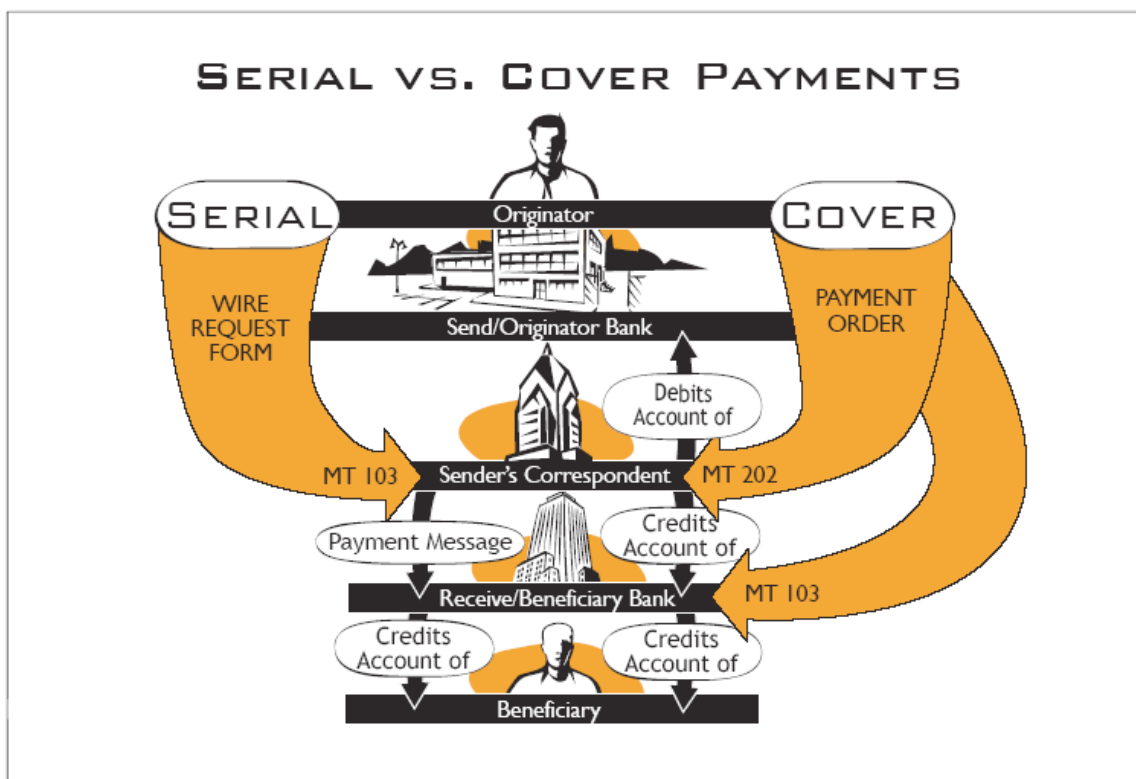 SERIAL VS. COVER PAYMENTS
SERIAL
Originator
COVER
WIRE
REQUEST
FORM
PAYMENT
ORDER
Send/Originator Bank
Debits
Account of
MT 103
Sender's Correspondent
MT 202
Payment Message
Credits
Account of
Receive/Beneficiary Bank
MT 103
Credits
Account of
Credits
Account of
Beneficiary